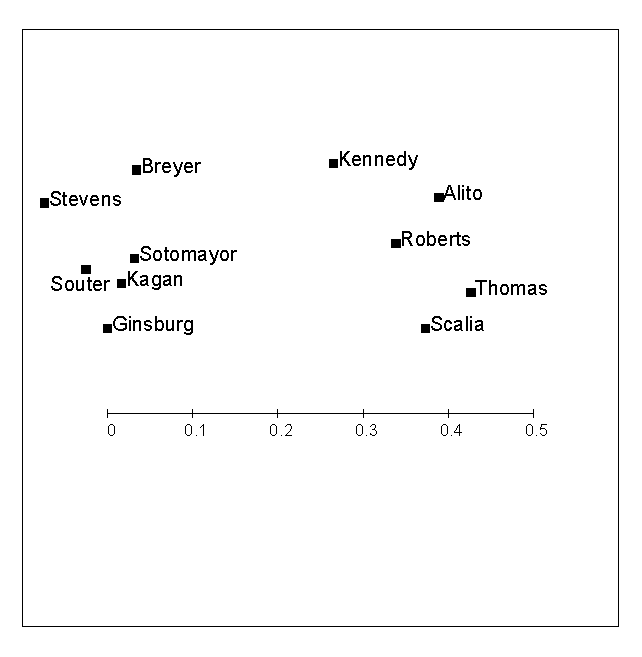 Kennedy
Breyer
Alito
Stevens
Roberts
Sotomayor
Kagan
Souter
Thomas
Ginsburg
Scalia
0 0.1 0.2 0.3 0.4 0.5